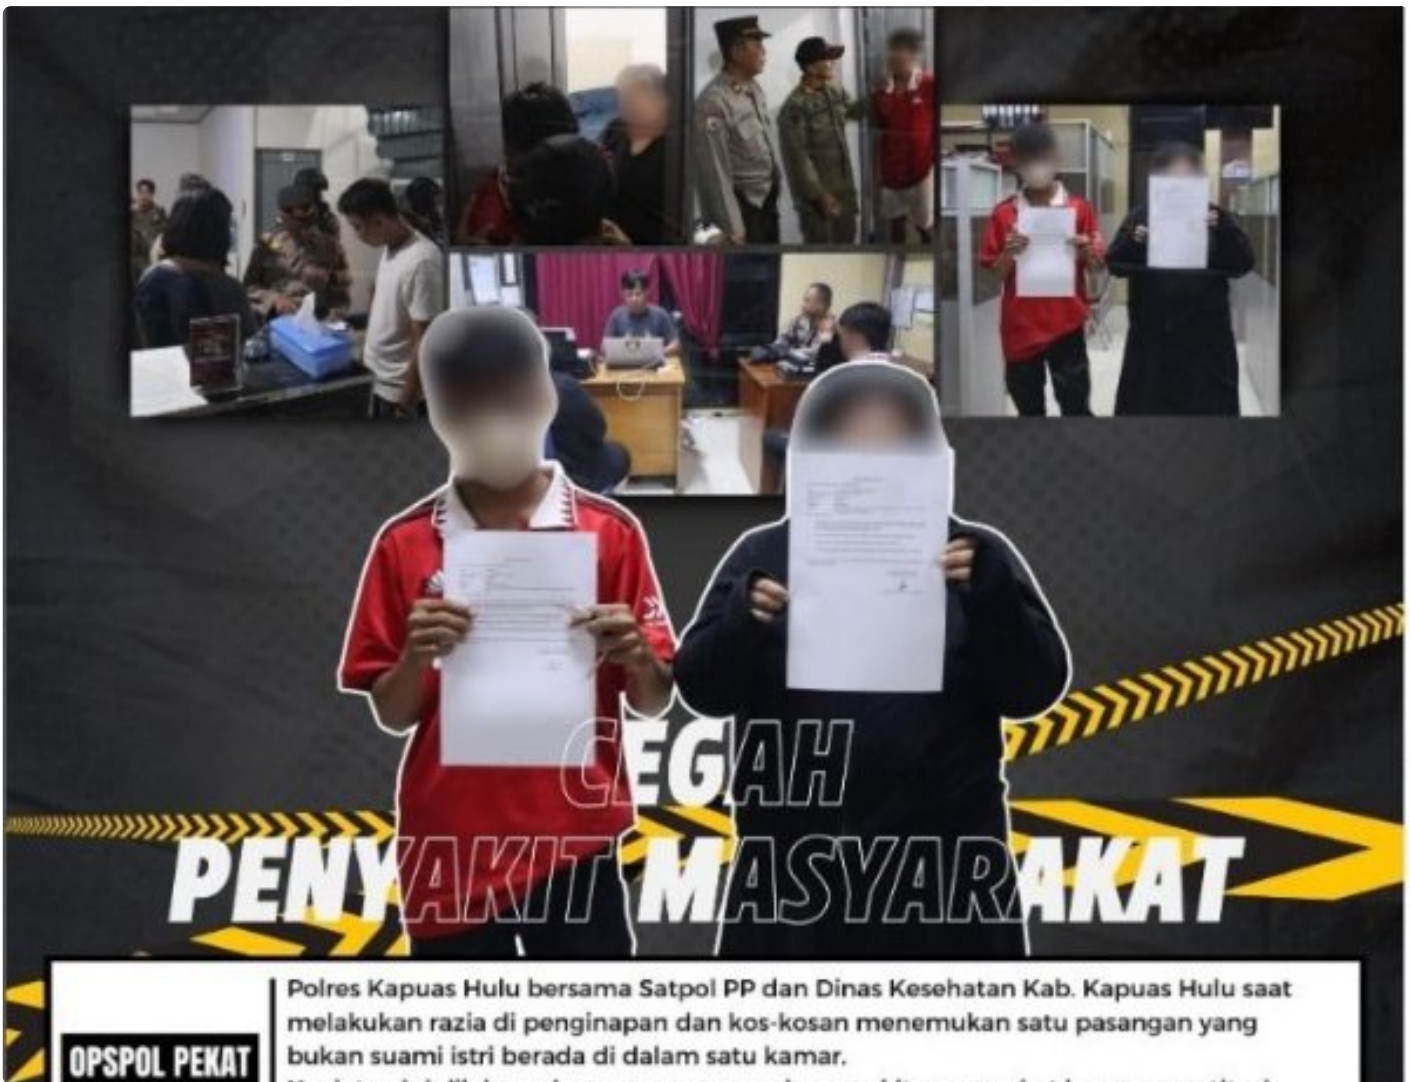 CEGAH
PENYAKIT MASYARAKAT
OPSPOL PEKAT
Polres Kapuas Hulu bersama Satpol PP dan Dinas Kesehatan Kab. Kapuas Hulu saat
melakukan razia di penginapan dan kos-kosan menemukan satu pasangan yang
bukan suami istri berada di dalam satu kamar.